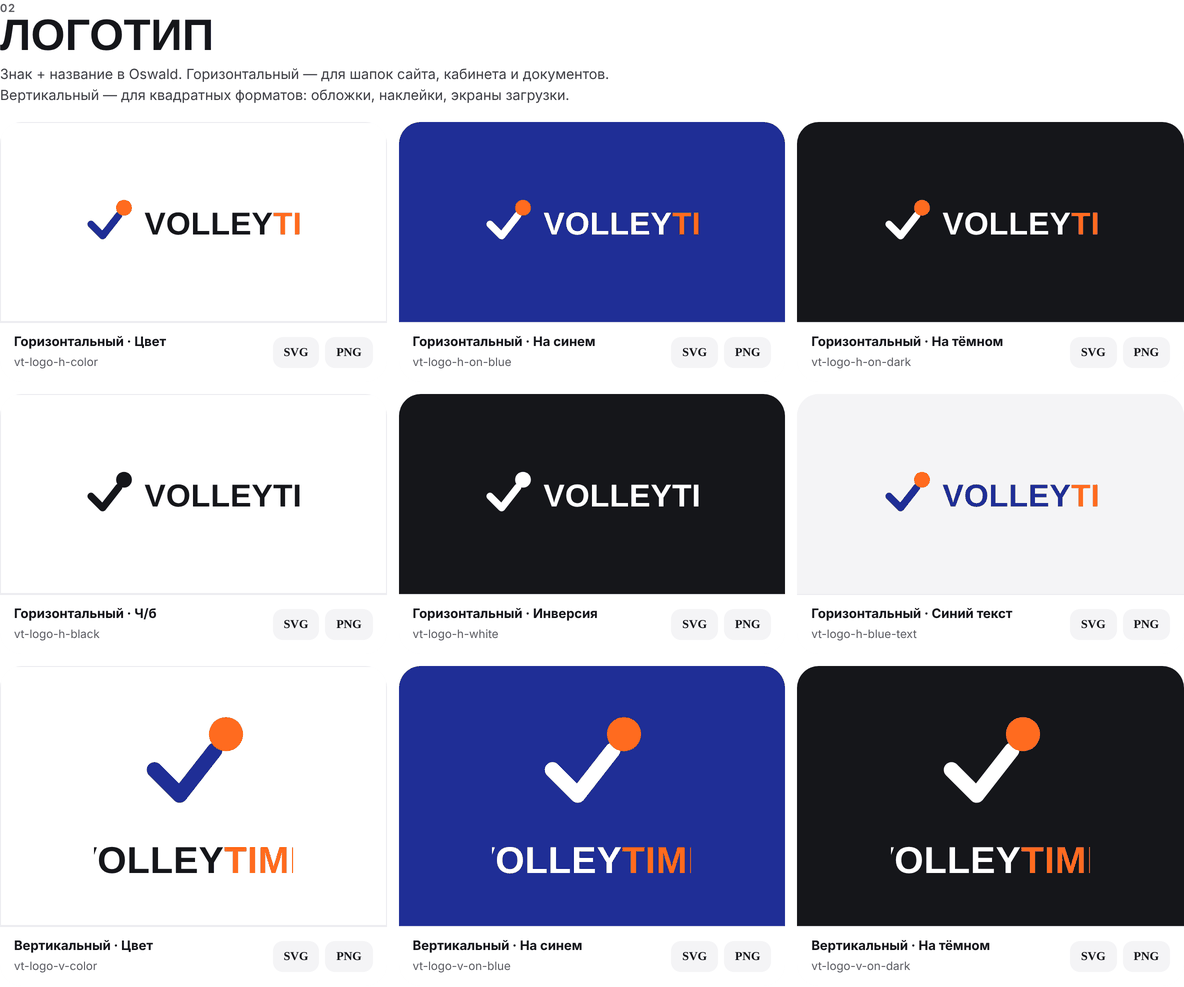 02
ЛОГОТИП
Знак + название в Oswald. Горизонтальный — для шапок сайта, кабинета и документов.
Вертикальный — для квадратных форматов: обложки, наклейки, экраны загрузки.
VOLLEYTI
VOLLEYTI
VOLLEYTI
Горизонтальный · Цвет
vt-logo-h-color
SVG
PNG
Горизонтальный · На синем
vt-logo-h-on-blue
SVG
PNG
Горизонтальный · На тёмном
vt-logo-h-on-dark
SVG
PNG
VOLLEYTI
VOLLEYTI
VOLLEYTI
Горизонтальный · Ч/б
vt-logo-h-black
SVG
PNG
Горизонтальный · Инверсия
vt-logo-h-white
SVG
PNG
Горизонтальный · Синий текст
vt-logo-h-blue-text
SVG
PNG
OLLEYTIM
OLLEYTIM
OLLEYTIM
Вертикальный · Цвет
vt-logo-v-color
SVG
PNG
Вертикальный · На синем
vt-logo-v-on-blue
SVG
PNG
Вертикальный · На тёмном
vt-logo-v-on-dark
SVG
PNG